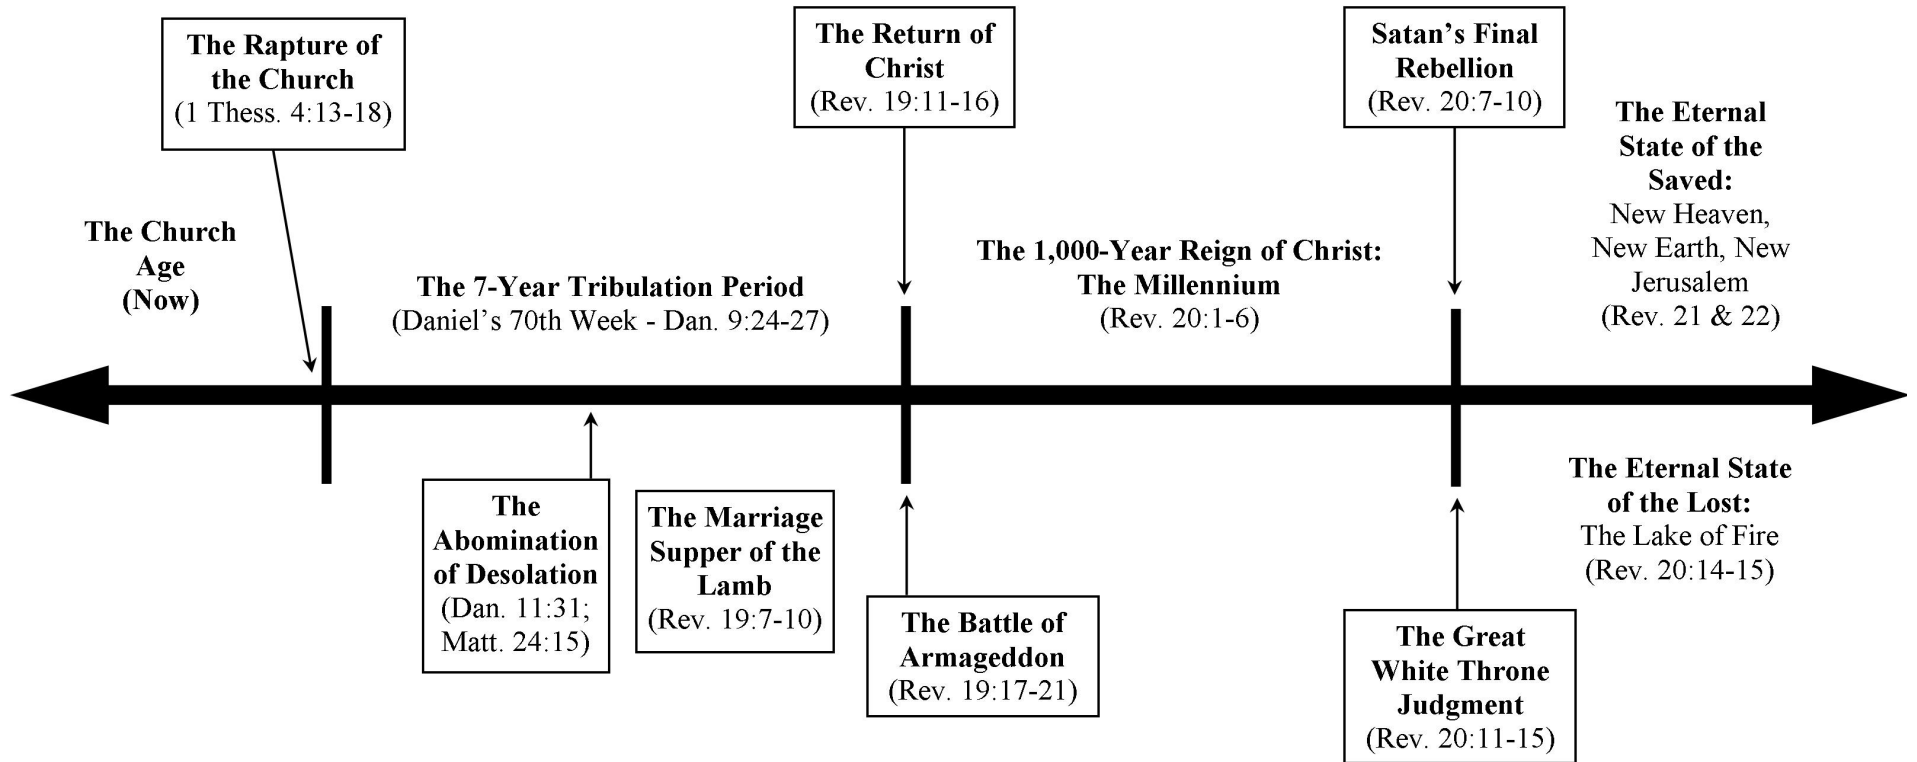 The Rapture of
the Church
(1 Thess. 4:13-18)
The Return of
Christ
(Rev. 19:11-16)
Satan’s Final
Rebellion
(Rev. 20:7-10)
The Eternal
State of the
Saved:
New Heaven,
New Earth, New
Jerusalem
(Rev. 21 & 22)
The Church
Age
(Now)
The 7-Year Tribulation Period
(Daniel’s 70th Week - Dan. 9:24-27)
The 1,000-Year Reign of Christ:
The Millennium
(Rev. 20:1-6)
The
Abomination
of Desolation
(Dan. 11:31;
Matt. 24:15)
The Marriage
Supper of the
Lamb
(Rev. 19:7-10)
The Battle of
Armageddon
(Rev. 19:17-21)
The Great
White Throne
Judgment
(Rev. 20:11-15)
The Eternal State
of the Lost:
The Lake of Fire
(Rev. 20:14-15)